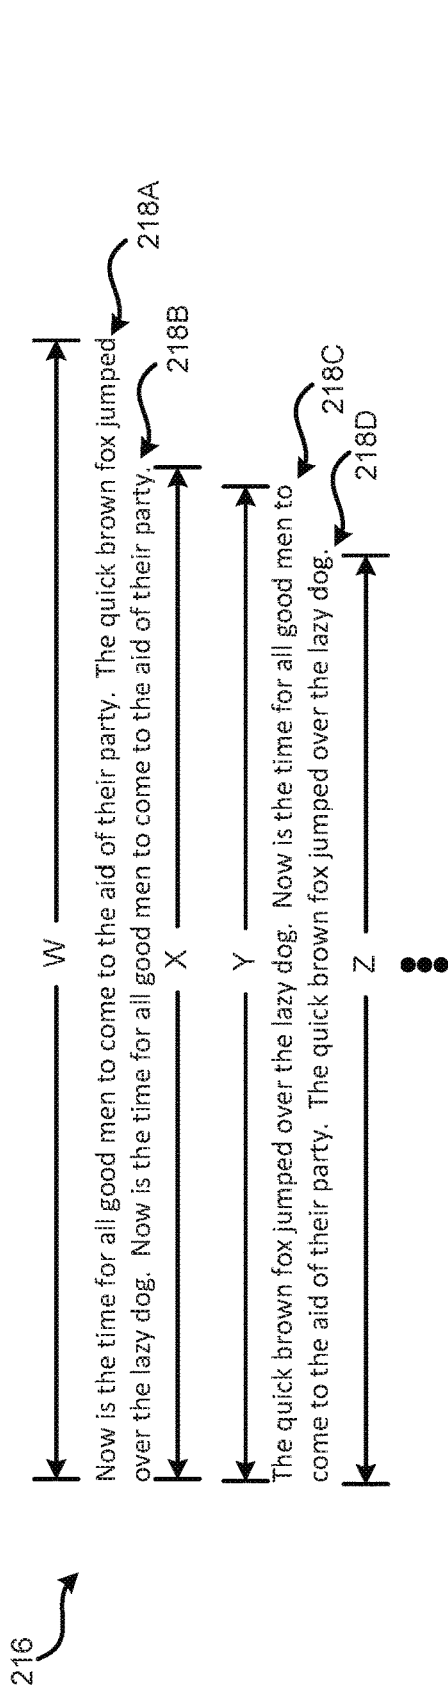 216
W
218A
Now is the time for all good men to come to the aid of their party.  The quick brown fox jumped
218B
over the lazy dog.  Now is the time for all good men to come to the aid of their party.
X
Y
218C
The quick brown fox jumped over the lazy dog.  Now is the time for all good men to
218D
come to the aid of their party.  The quick brown fox jumped over the lazy dog.
Z